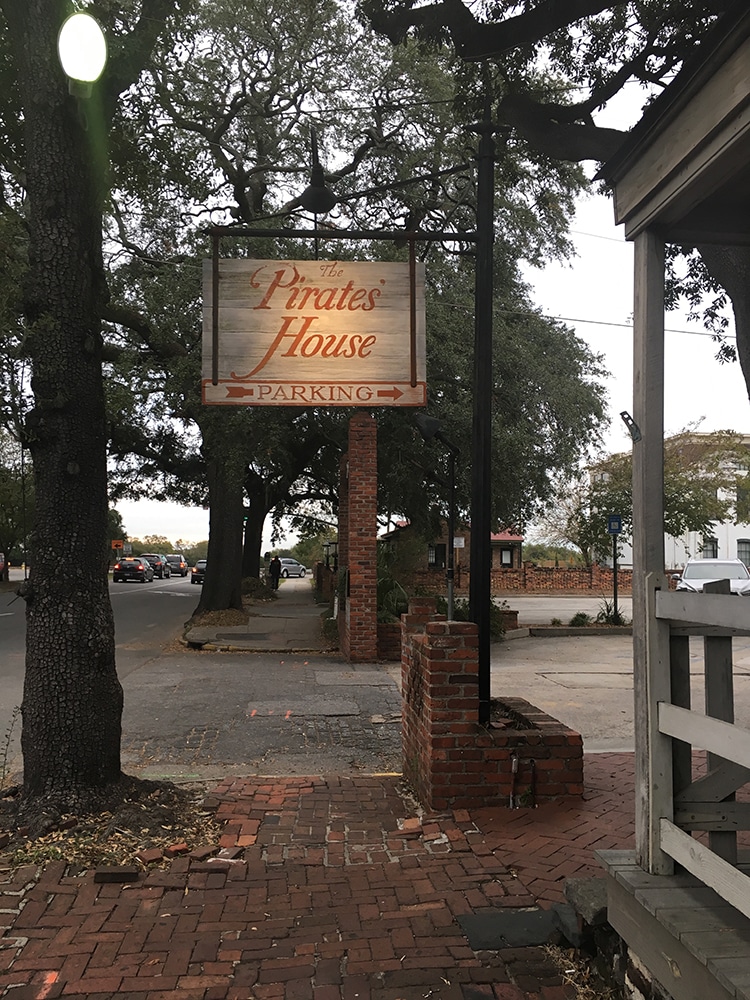 The
Pirates'
House
PARKING